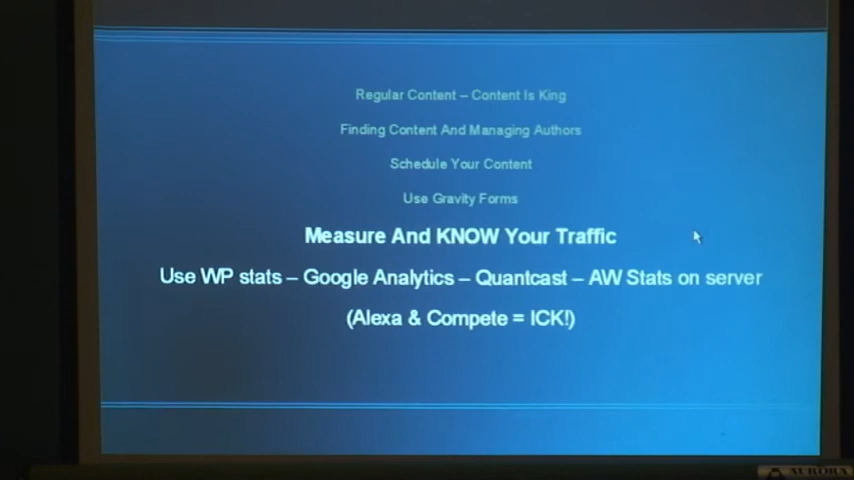 Regular Content – Content Is King
Finding Content And Managing Authors
Schedule Your Content
Use Gravity Forms
Measure And KNOW Your Traffic
Use WP stats – Google Analytics – Quantcast – AW Stats on server
(Alexa & Compete = ICK!)
AURORA